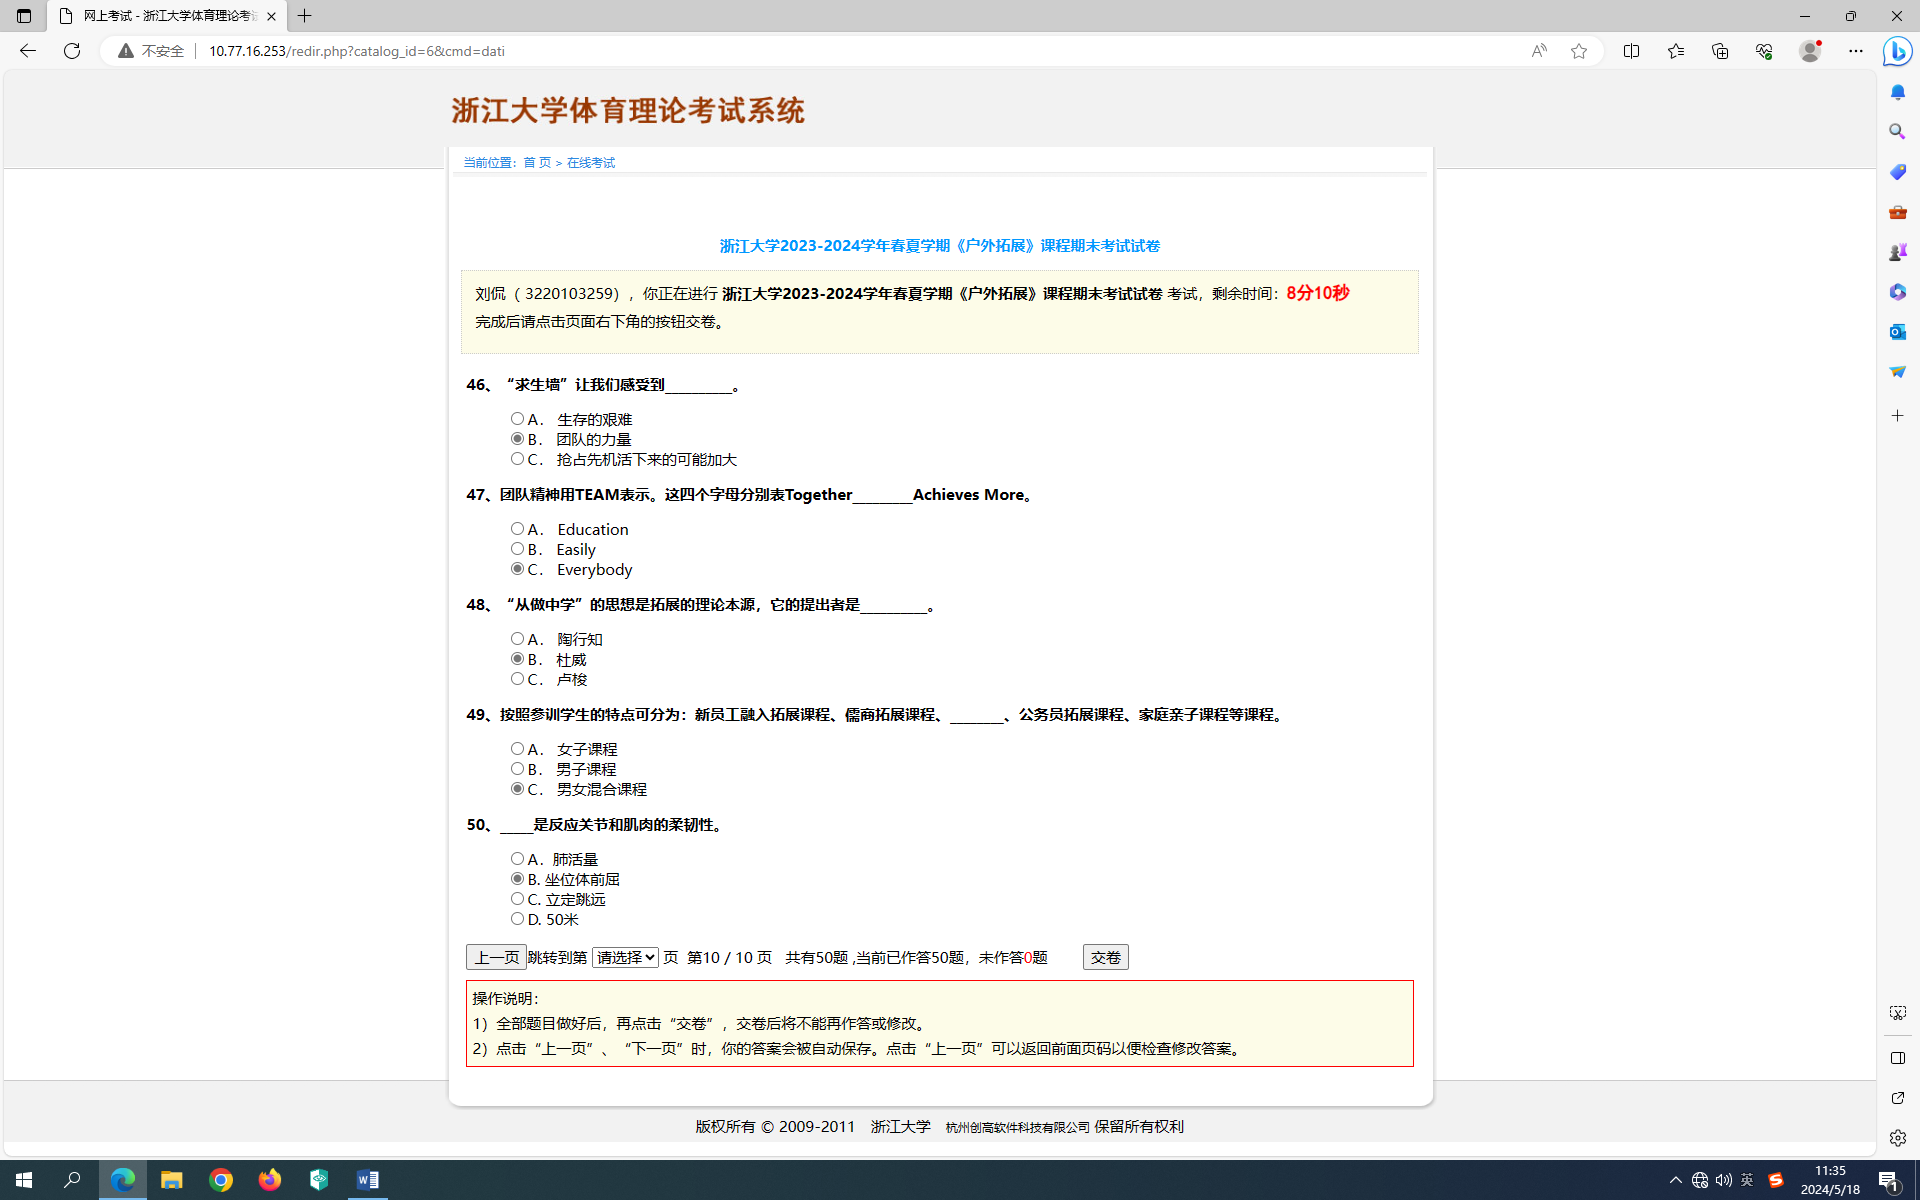 网上考试 - 浙江大学体育理论考试
不安全
10.77.16.253/redir.php?catalog_id=6&cmd=dati
浙江大学体育理论考试系统
当前位置：首 页 > 在线考试
浙江大学2023-2024学年春夏学期《户外拓展》课程期末考试试卷
刘侃（ 3220103259），你正在进行 浙江大学2023-2024学年春夏学期《户外拓展》课程期末考试试卷 考试，剩余时间：8分10秒
完成后请点击页面右下角的按钮交卷。
46、“求生墙”让我们感受到__________。
A． 生存的艰难
B． 团队的力量
C． 抢占先机活下来的可能加大
47、团队精神用TEAM表示。这四个字母分别表Together_________Achieves More。
A． Education
B． Easily
C． Everybody
48、“从做中学”的思想是拓展的理论本源，它的提出者是__________。
A． 陶行知
B． 杜威
C． 卢梭
49、按照参训学生的特点可分为：新员工融入拓展课程、儒商拓展课程、________、公务员拓展课程、家庭亲子课程等课程。
A． 女子课程
B． 男子课程
C． 男女混合课程
50、_____是反应关节和肌肉的柔韧性。
A．肺活量
B. 坐位体前屈
C. 立定跳远
D. 50米
上一页 跳转到第 请选择 页 第10 / 10 页 共有50题 ,当前已作答50题，未作答0题 交卷
操作说明：
1）全部题目做好后，再点击“交卷”，交卷后将不能再作答或修改。
2）点击“上一页”、“下一页”时，你的答案会被自动保存。点击“上一页”可以返回前面页码以便检查修改答案。
版权所有 © 2009-2011 浙江大学 杭州创高软件科技有限公司 保留所有权利
英
11:35
2024/5/18
1